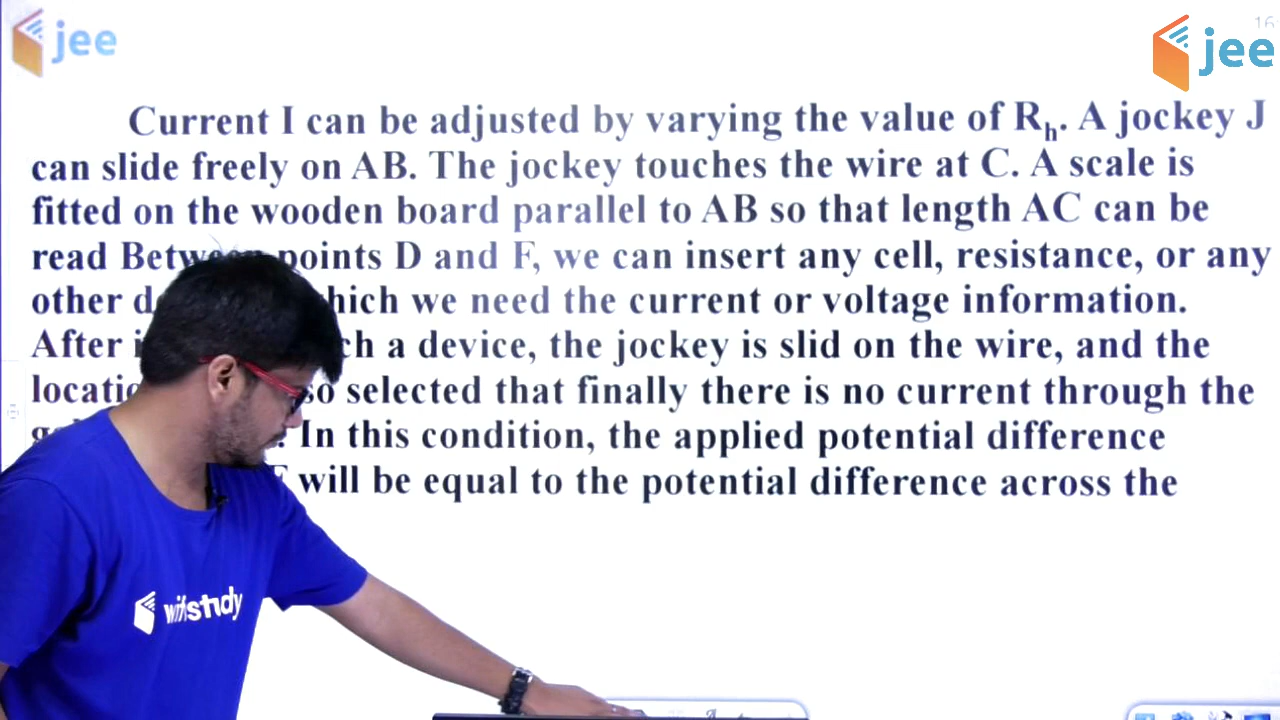 jee
16
jee
Current I can be adjusted by varying the value of Rh. A jockey J
can slide freely on AB. The jockey touches the wire at C. A scale is
fitted on the wooden board parallel to AB so that length AC can be
read Between points D and F, we can insert any cell, resistance, or any
other which we need the current or voltage information.
After a device, the jockey is slid on the wire, and the
so selected that finally there is no current through the
In this condition, the applied potential difference
F will be equal to the potential difference across the
wifistudy